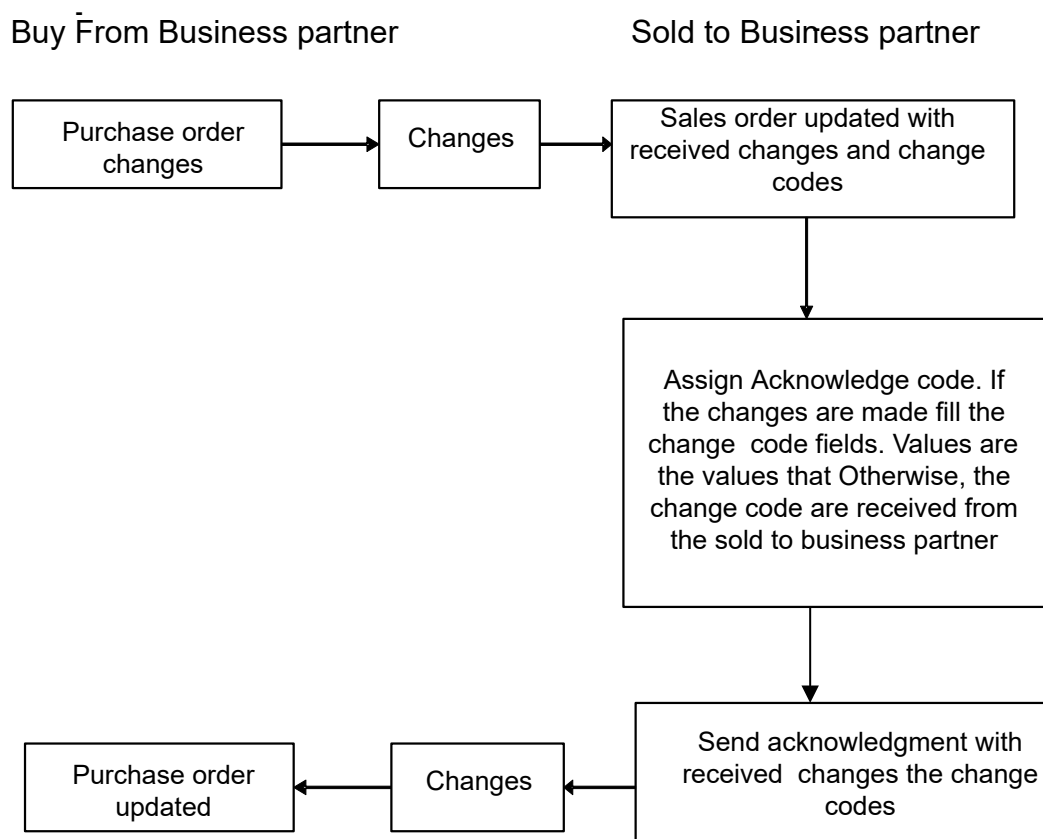 Buy From Business partner
Sold to Business partner
Purchase order
changes
Changes
Sales order updated with
received changes and change
codes
Assign Acknowledge code. If
the changes are made fill the
change  code fields. Values are
the values that Otherwise, the
change code are received from
the sold to business partner
Send acknowledgment with
received  changes the change
codes
Changes
Purchase order
updated